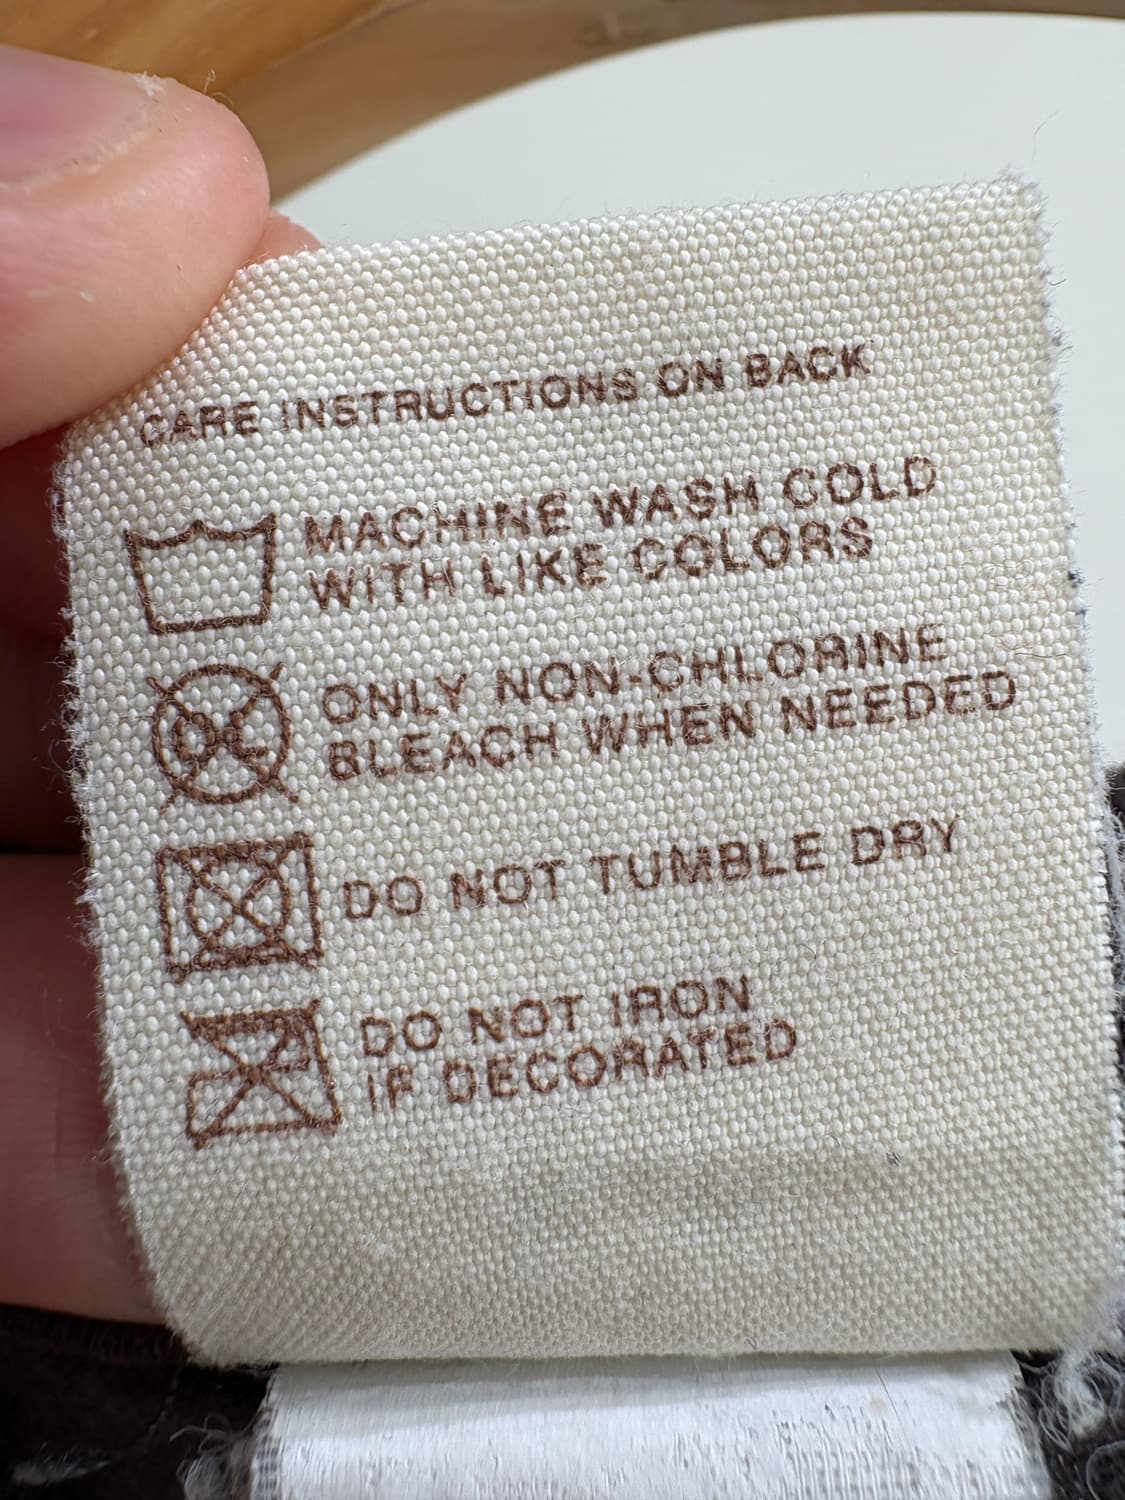 CARE INSTRUCTIONS ON BACK
MACHINE WASH COLD
WITH LIKE COLORS
ONLY NON-CHLORINE
BLEACH WHEN NEEDED
DO NOT TUMBLE DRY
DO NOT IRON
IF DECORATED